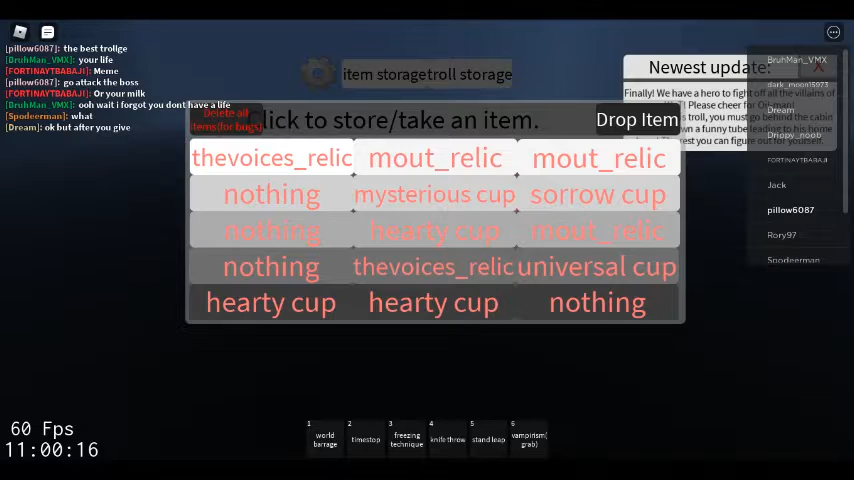 [pillow6087]: the best trollge
[BruhMan_VMX]: your life
[FORTINAYTBABAJI]: Meme
[pillow6087]: go attack the boss
[FORTINAYTBABAJI]: Or your milk
[BruhMan_VMX]: ooh wait i forgot you dont have a life
[Spodeerman]: what
[Dream]: ok but after you give
item storage troll storage
Newest update:
X
Finally! We have a hero to fight off all the villains of
Please cheer for Oil-man!
s troll, you must go behind the cabin
wn a funny tube leading to his home
rest you can figure out for yourself.
BruhMan_VMX
dark_moon15973
Dream
Drippy_noob
FORTINAYTBABAJI
Jack
pillow6087
Rory97
Spodeerman
Delete all
items(for bugs)
Click to store/take an item.
Drop Item
thevoices_relic mout_relic mout_relic
nothing mysterious cup sorrow cup
nothing hearty cup mout_relic
nothing thevoices_relic universal cup
hearty cup hearty cup nothing
60 Fps
11:00:16
1 world barrage
2 timestop
3 freezing technique
4 knife throw
5 stand leap
6 vampirism( grab)